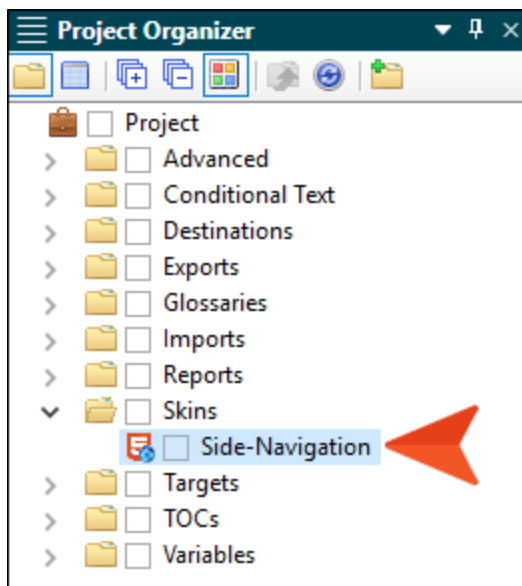 Project Organizer
Project
Advanced
Conditional Text
Destinations
Exports
Glossaries
Imports
Reports
Skins
Side-Navigation
Targets
TOCs
Variables